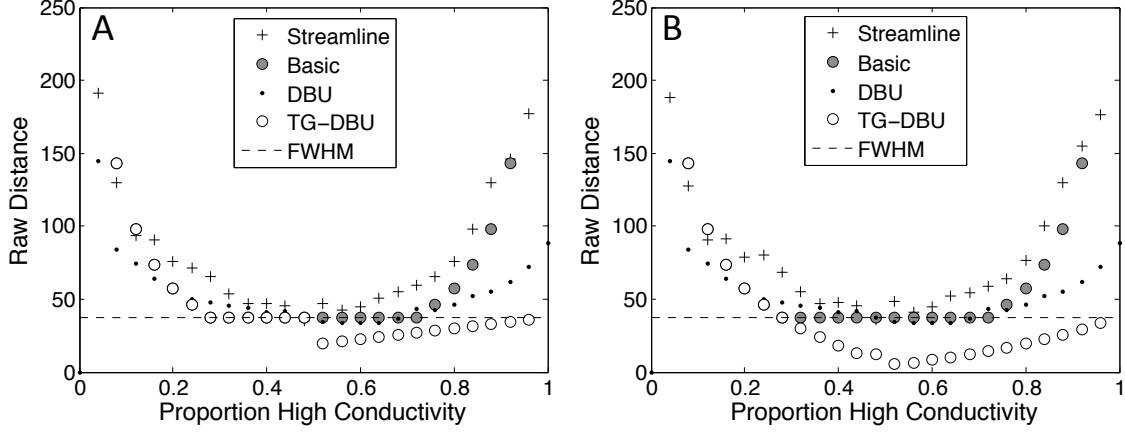 A
Streamline
Basic
DBU
TG−DBU
FWHM
250
200
150
100
50
0
0
0.2
0.4
0.6
0.8
1
Raw Distance
Proportion High Conductivity
B
Streamline
Basic
DBU
TG−DBU
FWHM
250
200
150
100
50
0
0
0.2
0.4
0.6
0.8
1
Raw Distance
Proportion High Conductivity